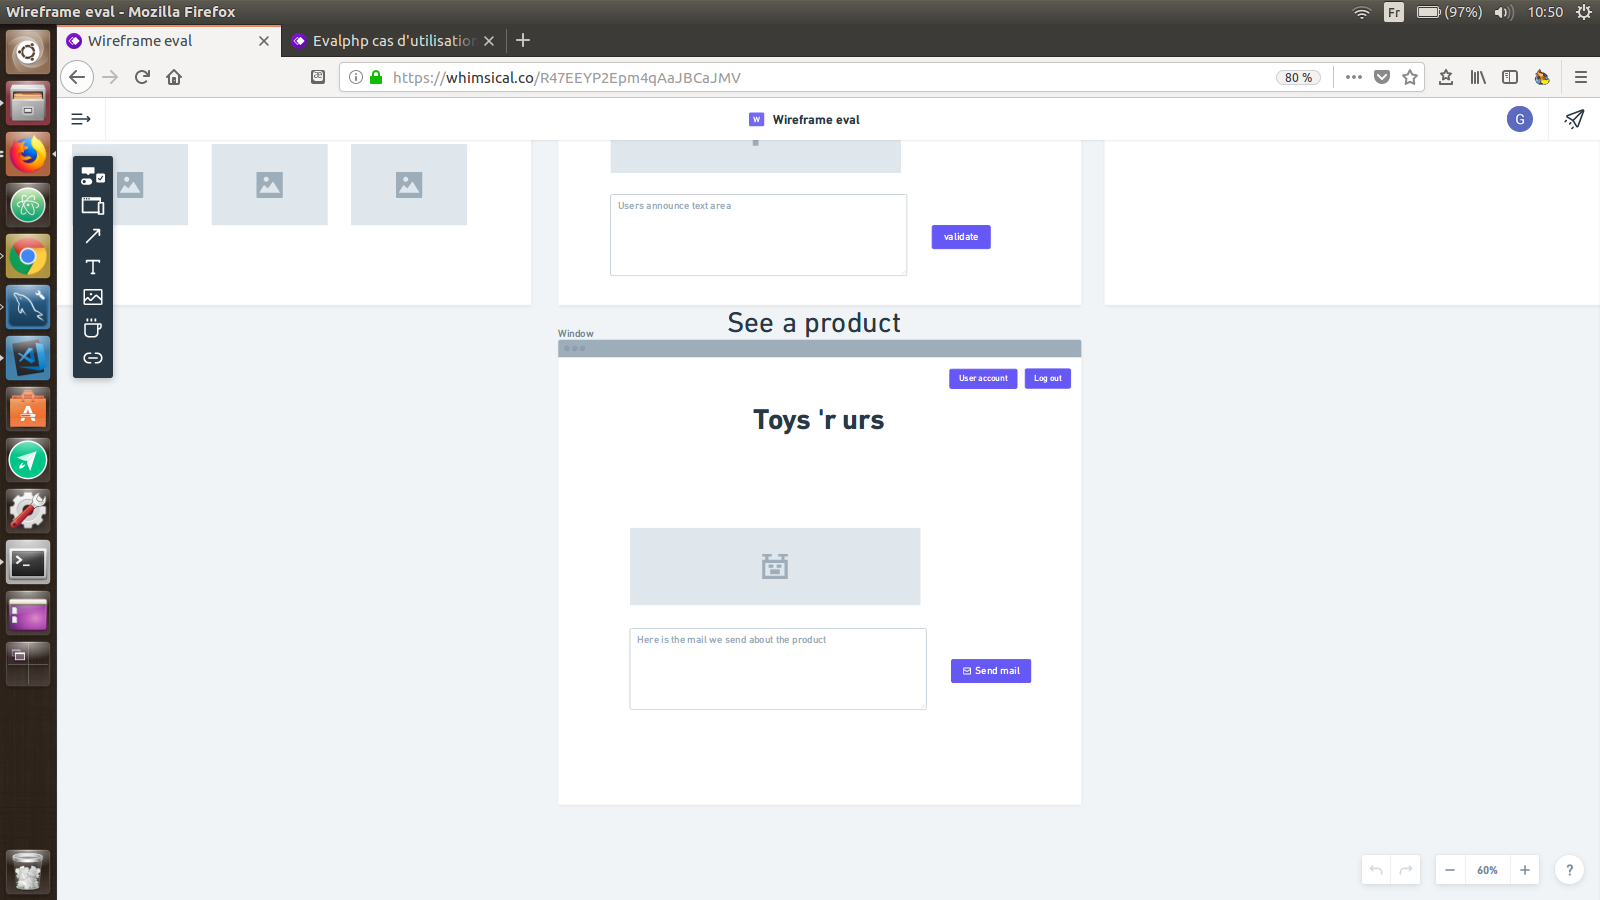 Wireframe eval - Mozilla Firefox
Fr (97%) 10:50
Wireframe eval
Evalphp cas d'utilisation
https://whimsical.co/R47EEYP2Epm4qAaJBCaJMV
80 %
W Wireframe eval
G
Users announce text area
validate
See a product
Window
User account
Log out
Toys 'r urs
Here is the mail we send about the product
Send mail
60%
?